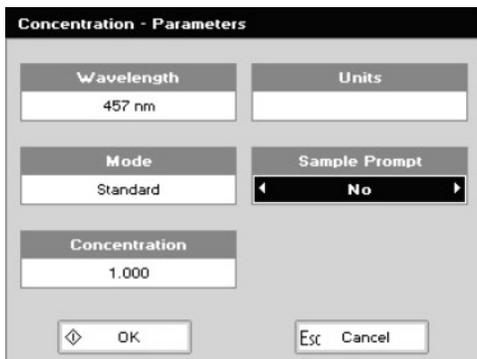 Concentration - Parameters
Wavelength
457 nm
Units
Mode
Standard
Sample Prompt
No
Concentration
1.000
OK
Esc Cancel